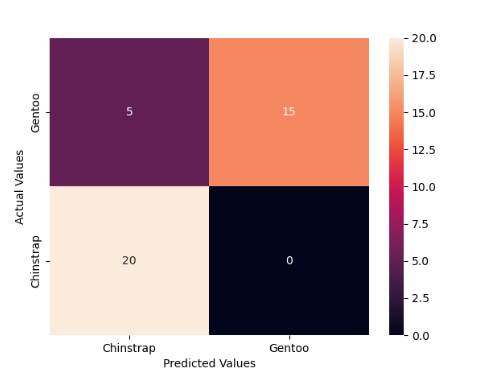 Actual Values
Gentoo
Chinstrap
5
15
20
0
Chinstrap
Gentoo
Predicted Values
20.0
17.5
15.0
12.5
10.0
7.5
5.0
2.5
0.0